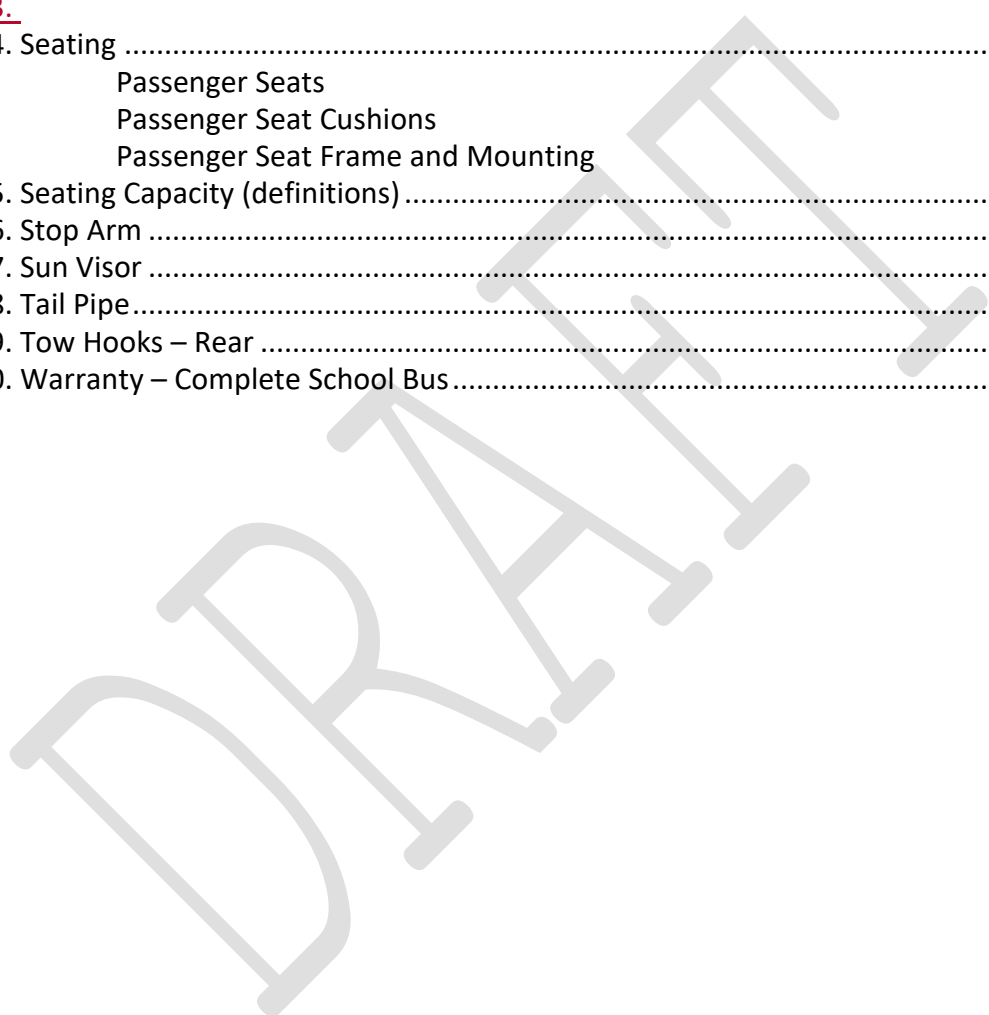 3.
4. Seating ........................................................................................................
Passenger Seats
Passenger Seat Cushions
Passenger Seat Frame and Mounting
5. Seating Capacity (definitions) ......................................................................
6. Stop Arm .....................................................................................................
7. Sun Visor .....................................................................................................
8. Tail Pipe .......................................................................................................
9. Tow Hooks – Rear ........................................................................................
0. Warranty – Complete School Bus ................................................................
DRAFT